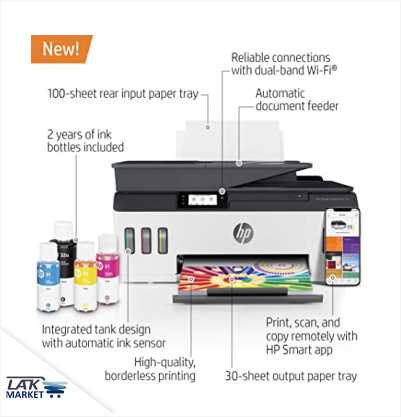 New!
Reliable connections
with dual-band Wi-Fi®
100-sheet rear input paper tray
Automatic
document feeder
2 years of ink
bottles included
hp
Integrated tank design
with automatic ink sensor
Print, scan, and
copy remotely with
HP Smart app
High-quality,
borderless printing
30-sheet output paper tray
LAK
MARKET